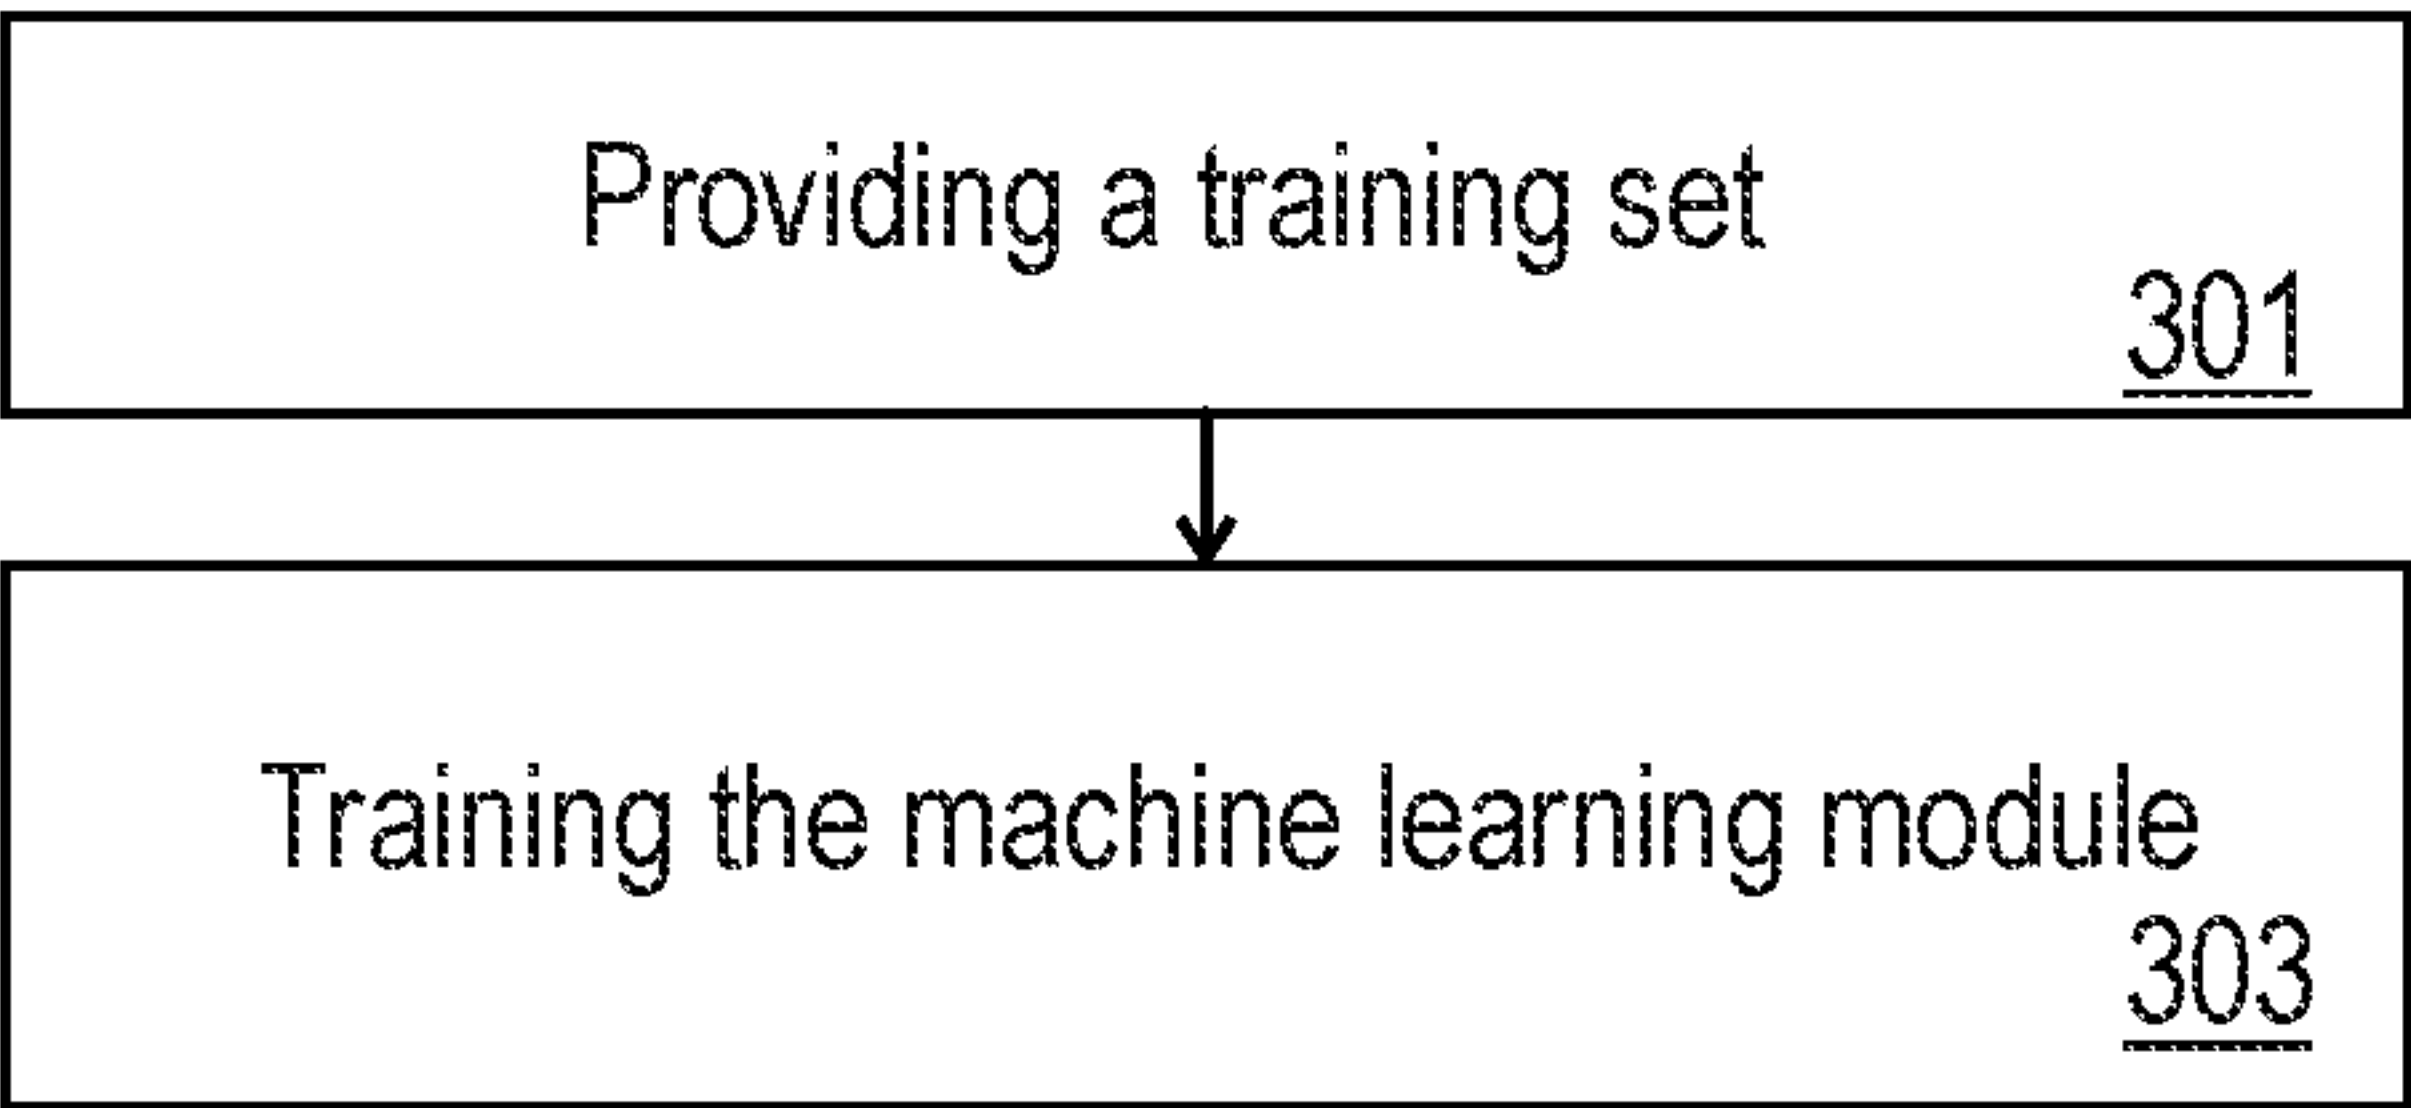 Providing a training set
301
Training the machine learning module
303